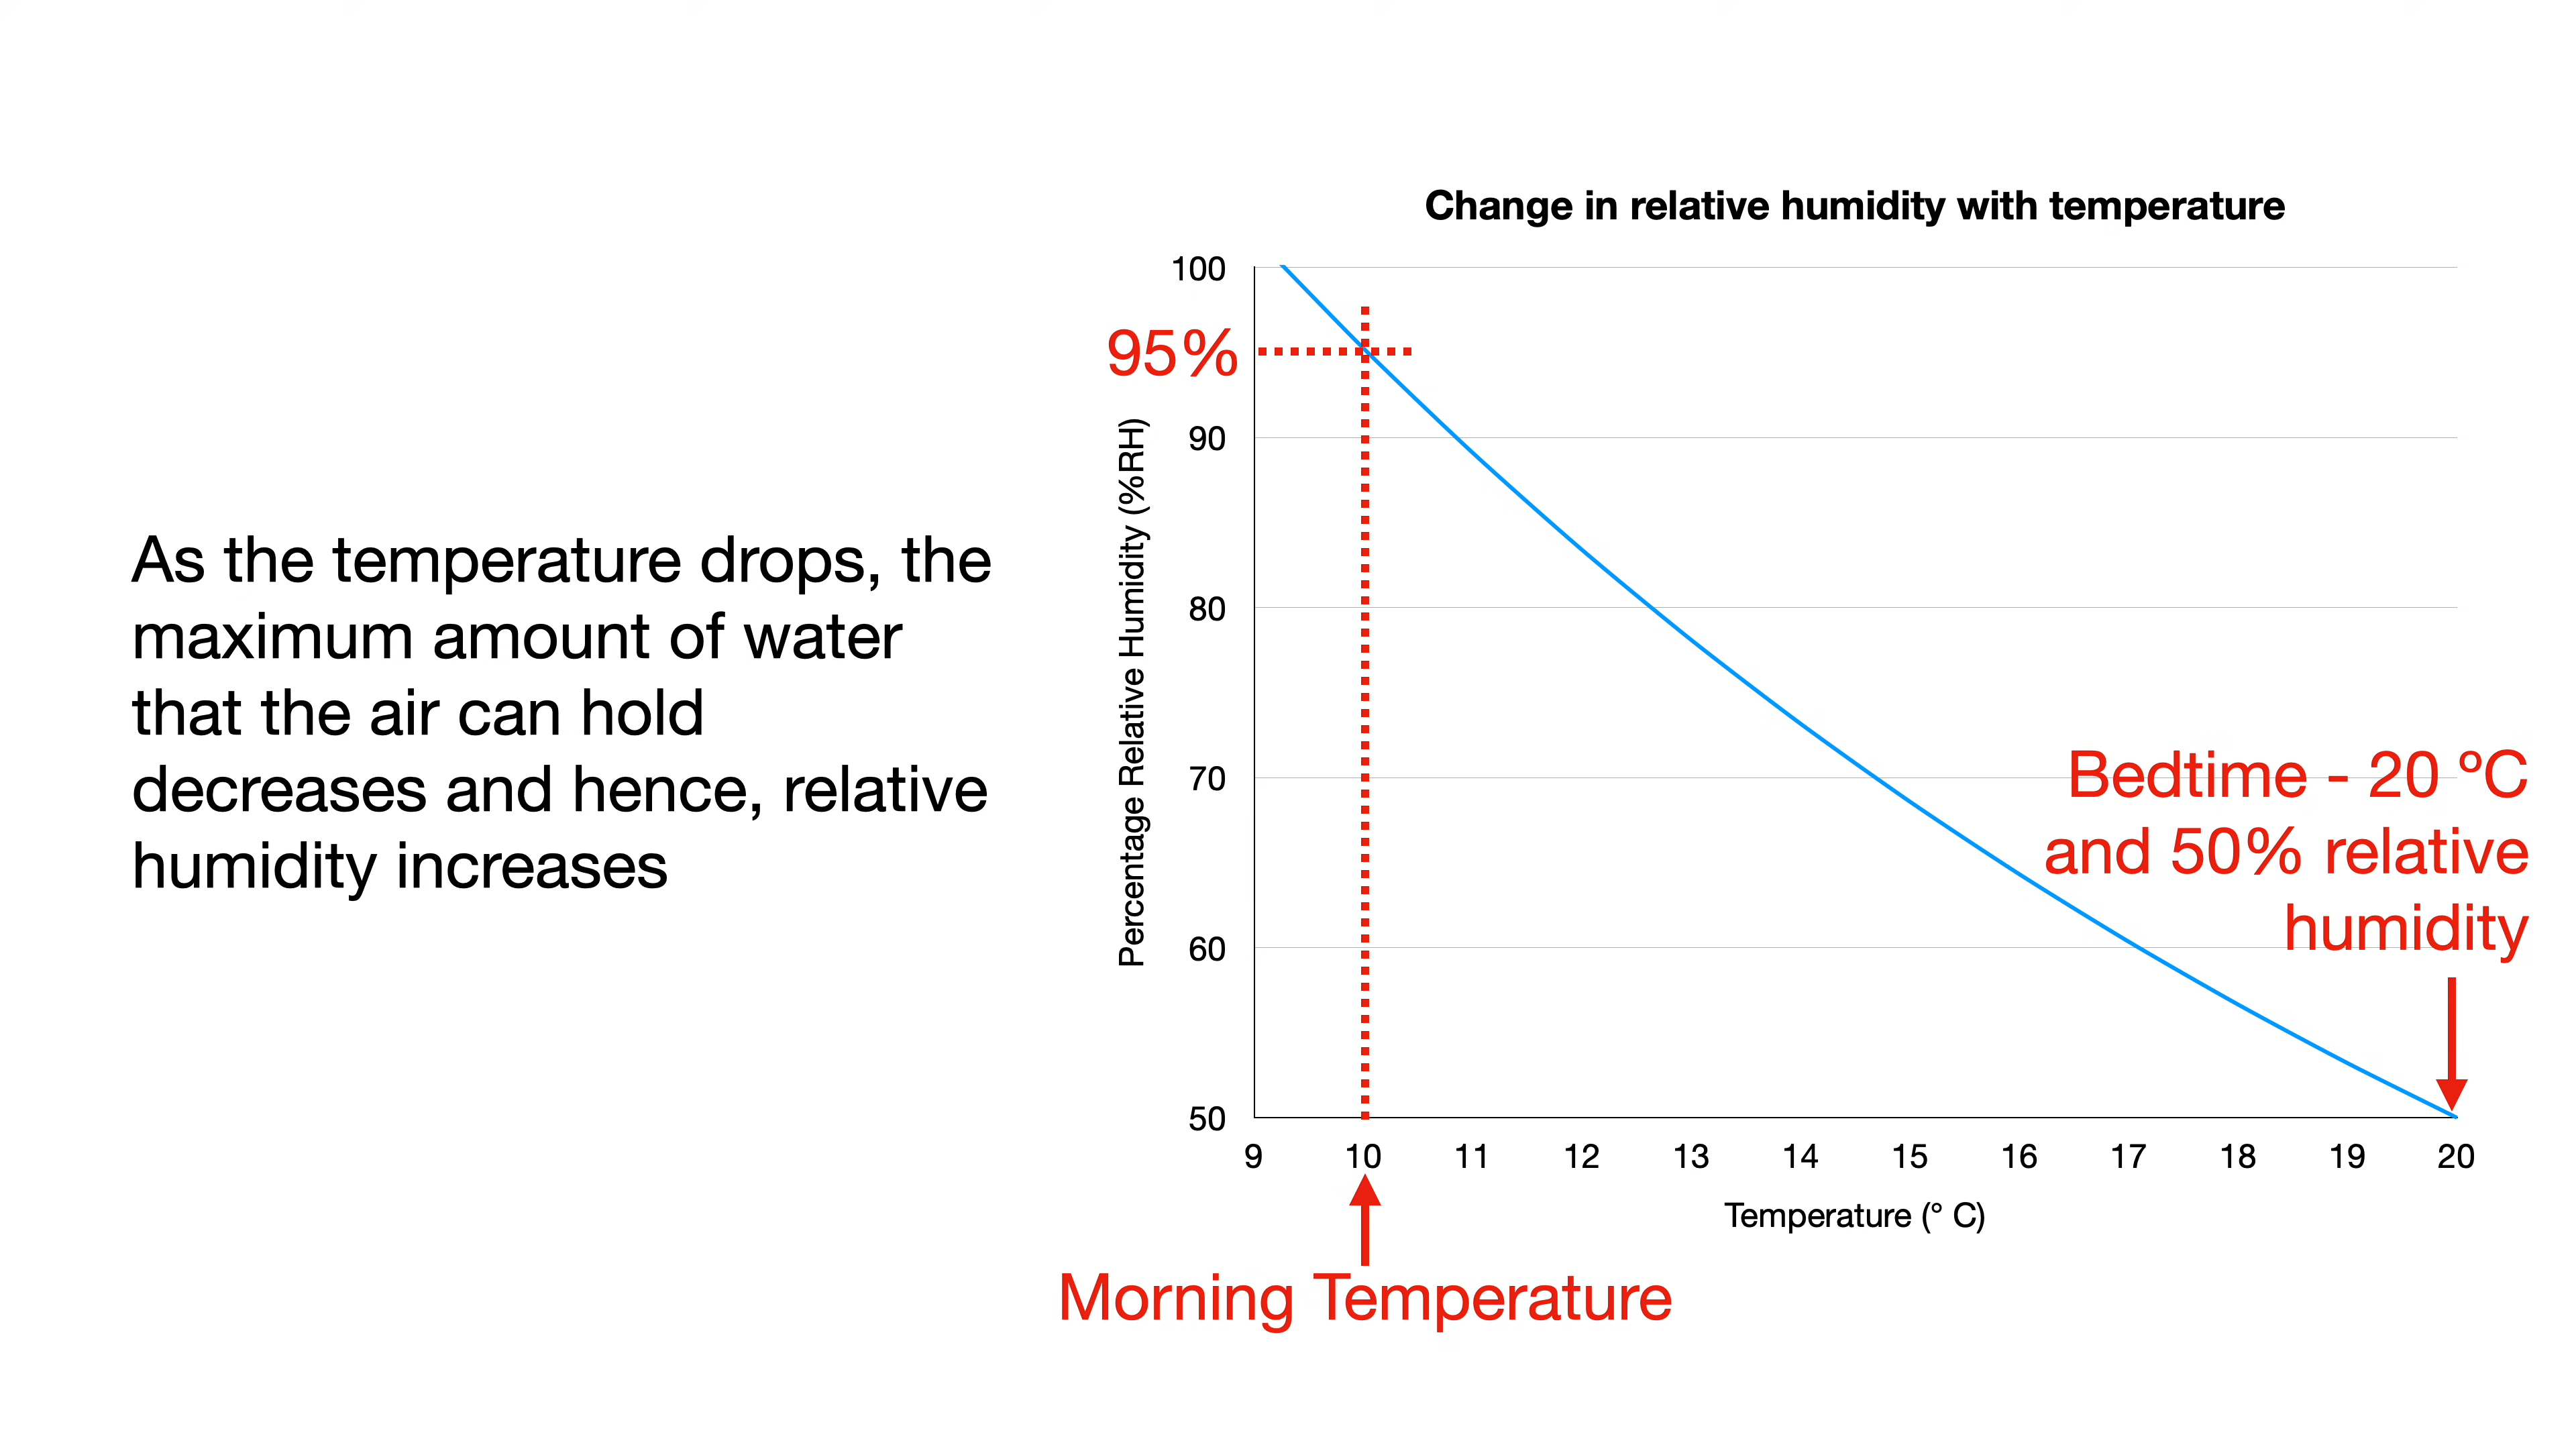 As the temperature drops, the
maximum amount of water
that the air can hold
decreases and hence, relative
humidity increases
Change in relative humidity with temperature
Percentage Relative Humidity (%RH)
100
95%
90
80
70
60
50
Bedtime - 20 ºC
and 50% relative
humidity
9 10 11 12 13 14 15 16 17 18 19 20
Temperature (° C)
Morning Temperature